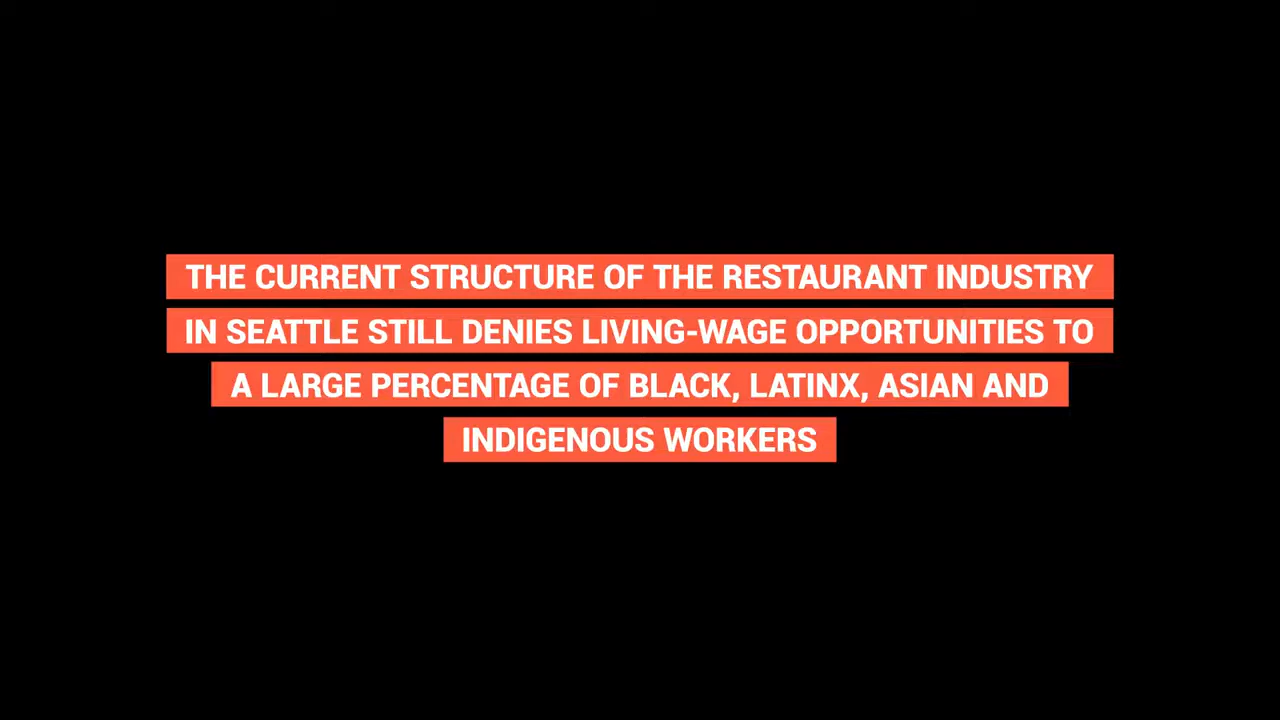 THE CURRENT STRUCTURE OF THE RESTAURANT INDUSTRY
IN SEATTLE STILL DENIES LIVING-WAGE OPPORTUNITIES TO
A LARGE PERCENTAGE OF BLACK, LATINX, ASIAN AND
INDIGENOUS WORKERS